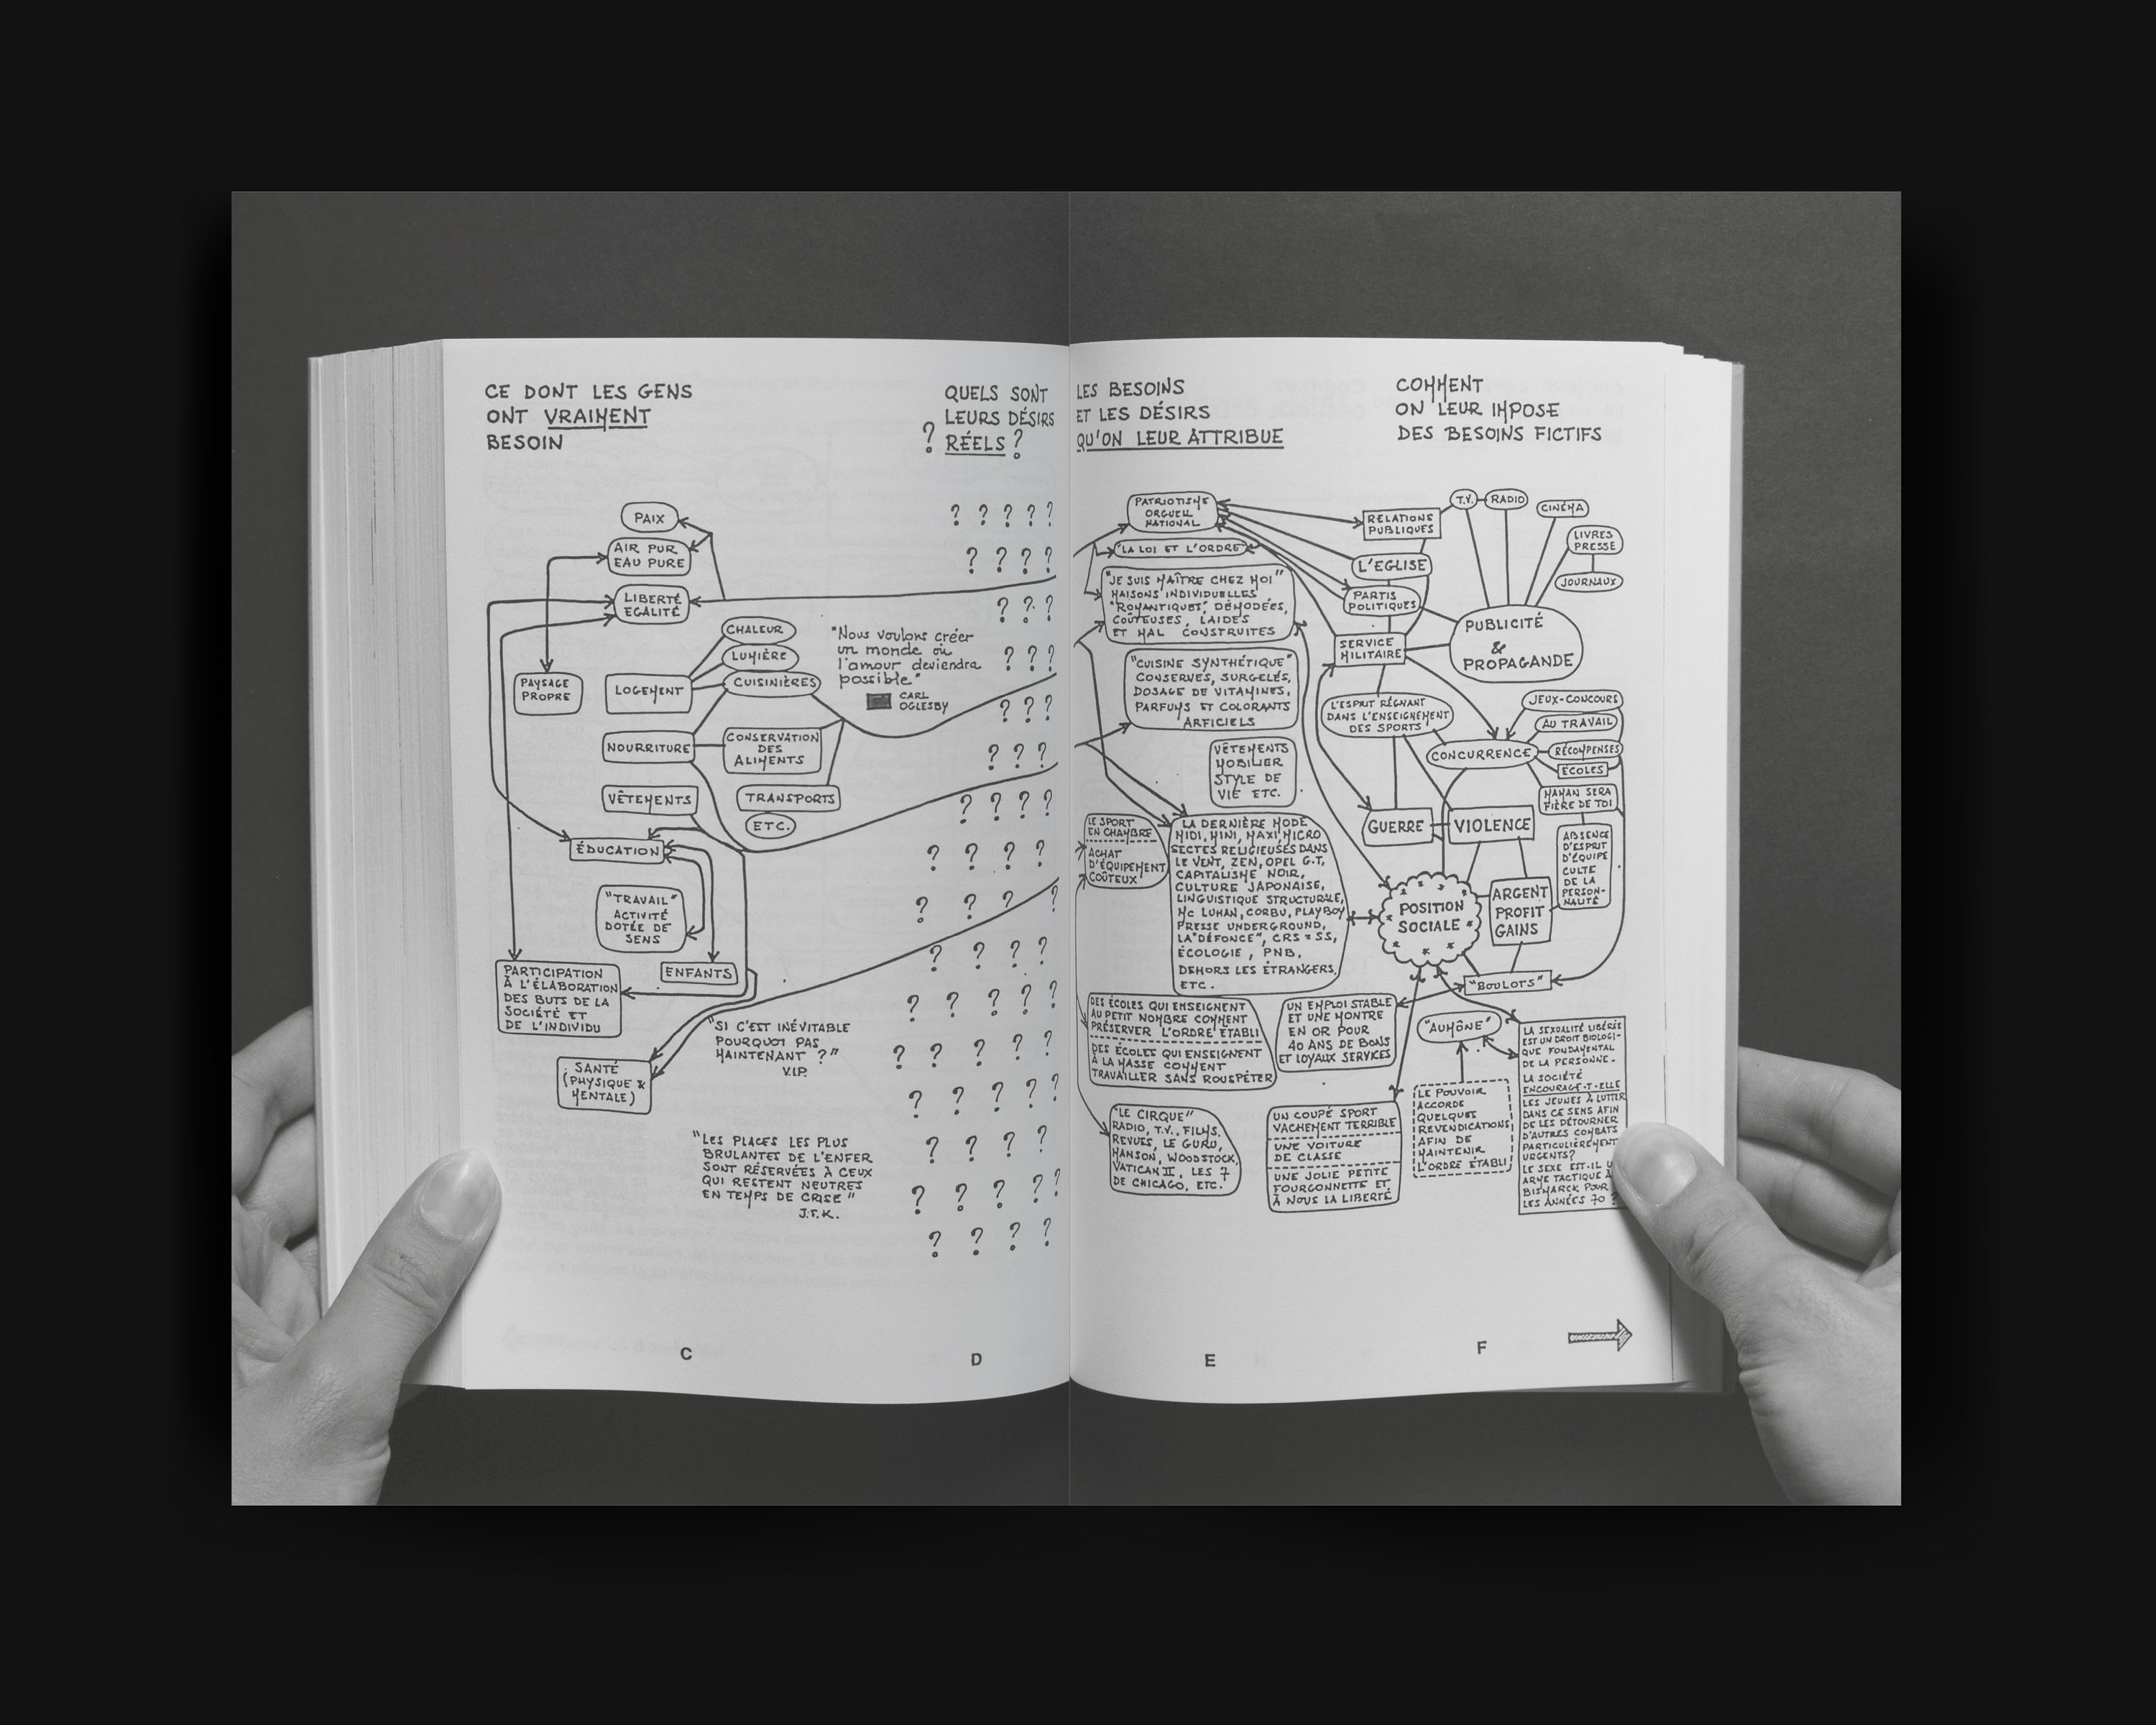 CE DONT LES GENS
ONT VRAIMENT
BESOIN
PAIX
AIR PUR
EAU PURE
LIBERTÉ
EGALITÉ
PAYSAGE
PROPRE
LOGEMENT
CHALEUR
LUMIÈRE
CUISINIÈRES
NOURRITURE
CONSERVATION
DES
ALIMENTS
VÊTEMENTS
TRANSPORTS
ETC.
ÉDUCATION
"TRAVAIL"
ACTIVITÉ
DOTÉE DE
SENS
PARTICIPATION
À L'ÉLABORATION
DES BUTS DE LA
SOCIÉTÉ ET
DE L'INDIVIDU
ENFANTS
SANTÉ
(PHYSIQUE &
MENTALE)
"Nous voulons créer
un monde où
l'amour deviendra
possible"
CARL
OGLESBY
"SI C'EST INÉVITABLE
POURQUOI PAS
MAINTENANT ?"
V.I.P.
"LES PLACES LES PLUS
BRULANTES DE L'ENFER
SONT RÉSERVÉES À CEUX
QUI RESTENT NEUTRES
EN TEMPS DE CRISE"
J.F.K.
C
QUELS SONT
LEURS DÉSIRS
? RÉELS ?
? ? ? ? ?
? ? ? ?
? ? ?
? ? ?
? ? ?
? ? ?
? ? ? ?
? ? ? ?
? ? ? ?
? ? ? ?
? ? ? ? ?
? ? ? ? ?
? ? ? ? ?
? ? ? ?
? ? ? ? ?
? ? ? ?
D
LES BESOINS
ET LES DÉSIRS
QU'ON LEUR ATTRIBUE
PATRIOTISME
ORGUEIL
NATIONAL
"LA LOI ET L'ORDRE"
"JE SUIS MAÎTRE CHEZ MOI"
MAISONS INDIVIDUELLES
"ROMANTIQUES", DÉMODÉES,
COÛTEUSES, LAIDES
ET MAL CONSTRUITES
"CUISINE SYNTHÉTIQUE"
CONSERVES, SURGELÉS,
DOSAGE DE VITAMINES,
PARFUMS ET COLORANTS
ARFICIELS
VÊTEMENTS
MOBILIER
STYLE DE
VIE ETC.
LE SPORT
EN CHAMBRE
ACHAT
D'ÉQUIPEMENT
COÛTEUX
LA DERNIÈRE MODE
MIDI, MINI, MAXI, MICRO
SECTES RELIGIEUSES DANS
LE VENT, ZEN, OPEL G.T,
CAPITALISME NOIR,
CULTURE JAPONAISE,
LINGUISTIQUE STRUCTURALE,
Mc LUHAN, CORBU, PLAYBOY
PRESSE UNDERGROUND,
LA "DÉFONCE", CRS = SS,
ÉCOLOGIE, PNB,
DEHORS LES ÉTRANGERS,
ETC.
DES ÉCOLES QUI ENSEIGNENT
AU PETIT NOMBRE COMMENT
PRÉSERVER L'ORDRE ÉTABLI
DES ÉCOLES QUI ENSEIGNENT
À LA MASSE COMMENT
TRAVAILLER SANS ROUSPÉTER
UN EMPLOI STABLE
ET UNE MONTRE
EN OR POUR
40 ANS DE BONS
ET LOYAUX SERVICES
"LE CIRQUE"
RADIO, T.V., FILMS,
REVUES, LE GURU,
MANSON, WOODSTOCK,
VATICAN II, LES 7
DE CHICAGO, ETC.
UN COUPÉ SPORT
VACHEMENT TERRIBLE
UNE VOITURE
DE CLASSE
UNE JOLIE PETITE
FOURGONNETTE ET
À NOUS LA LIBERTÉ
E
COMMENT
ON LEUR IMPOSE
DES BESOINS FICTIFS
RELATIONS
PUBLIQUES
T.V.
RADIO
CINÉMA
LIVRES
PRESSE
JOURNAUX
L'EGLISE
PARTIS
POLITIQUES
SERVICE
MILITAIRE
PUBLICITÉ
&
PROPAGANDE
L'ESPRIT RÉGNANT
DANS L'ENSEIGNEMENT
DES SPORTS
CONCURRENCE
JEUX-CONCOURS
AU TRAVAIL
RÉCOMPENSES
ECOLES
MAMAN SERA
FIÈRE DE TOI
GUERRE
VIOLENCE
ABSENCE
D'ESPRIT
D'ÉQUIPE
CULTE
DE LA
PERSON-
NALITÉ
POSITION
SOCIALE
ARGENT
PROFIT
GAINS
"BOULOTS"
"AUMÔNE"
LE POUVOIR
ACCORDE
QUELQUES
REVENDICATIONS
AFIN DE
MAINTENIR
L'ORDRE ÉTABLI
LA SEXUALITÉ LIBÉRÉE
EST UN DROIT BIOLOGI-
QUE FONDAMENTAL
DE LA PERSONNE.
LA SOCIÉTÉ
ENCOURAGE-T-ELLE
LES JEUNES À LUTTER
DANS CE SENS AFIN
DE LES DÉTOURNER
D'AUTRES COMBATS
PARTICULIÈREMENT
URGENTS?
LE SEXE EST-IL
ARME TACTIQUE À
BISMARCK POUR
LES ANNÉES 70 ?
F